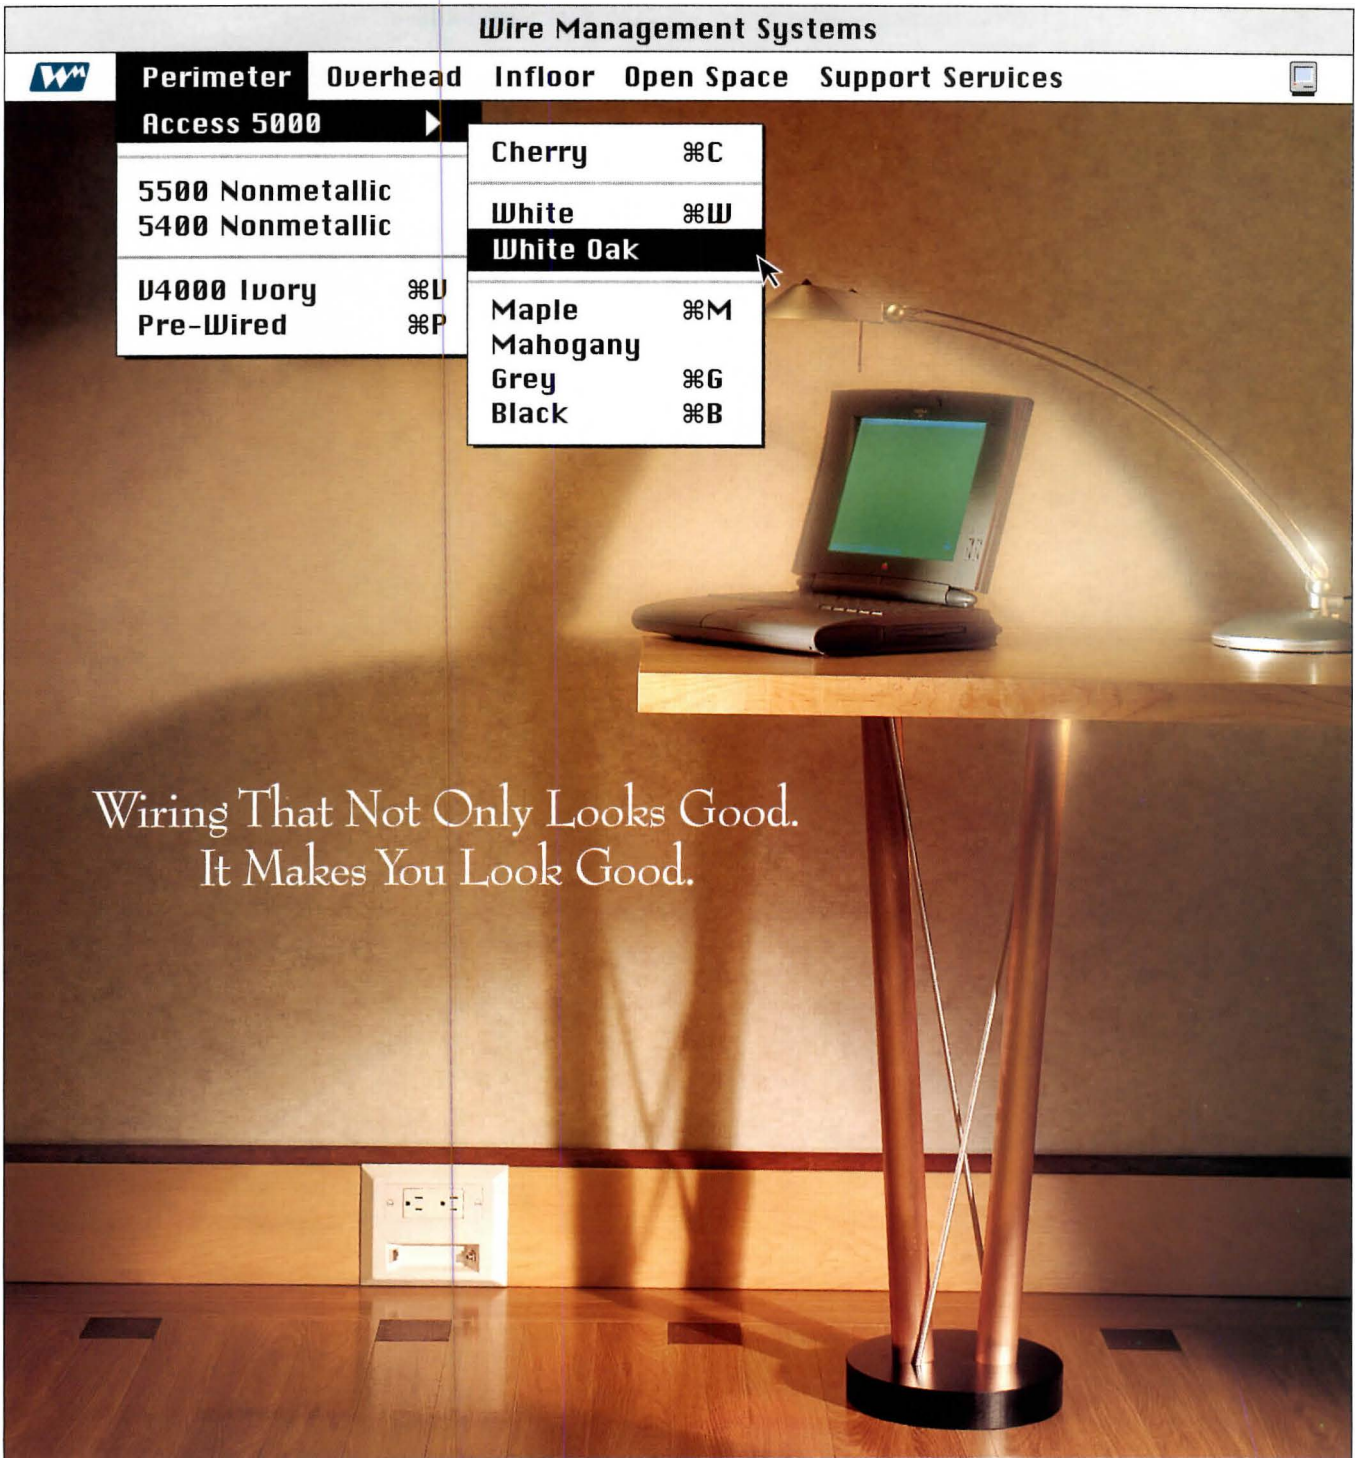 Wire Management Systems
WM Perimeter Overhead Infloor Open Space Support Services
Access 5000
5500 Nonmetallic
5400 Nonmetallic
V4000 Ivory ⌘V
Pre-Wired ⌘P
Cherry ⌘C
White ⌘W
White Oak
Maple ⌘M
Mahogany
Grey ⌘G
Black ⌘B
Wiring That Not Only Looks Good.
It Makes You Look Good.